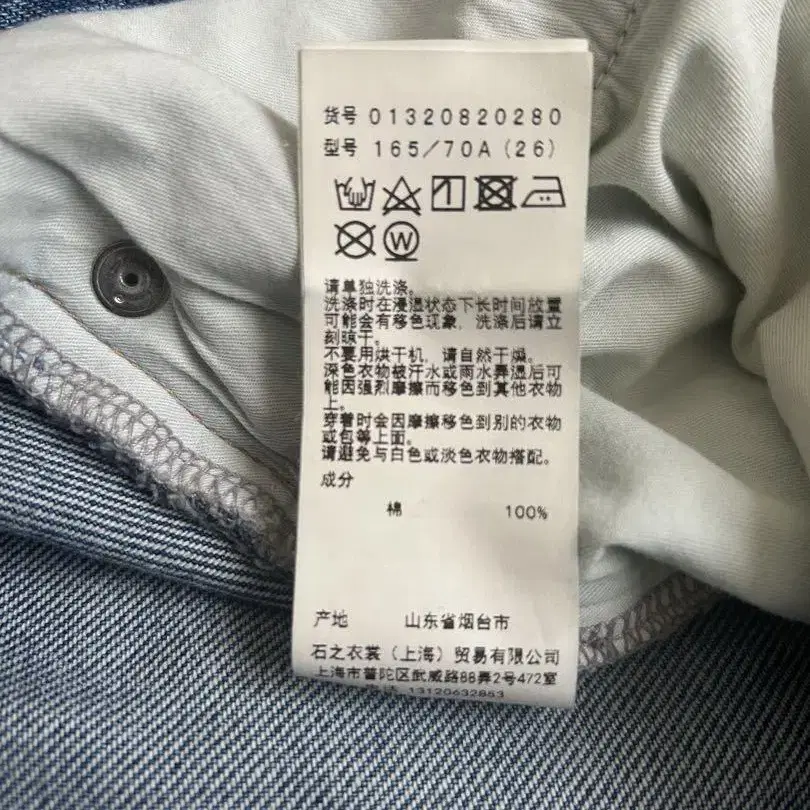 货号 01320820280
型号 165/70A(26)
W
请单独洗涤。
洗涤时在浸湿状态下长时间放置
可能会有移色现象，洗涤后请立
刻晾干。
不要用烘干机，请自然干燥。
深色衣物被汗水或雨水弄湿后可
能因强烈摩擦而移色到其他衣物
上。
穿着时会因摩擦移色到别的衣物
或包等上面。
请避免与白色或淡色衣物搭配。
成分
棉 100%
产地 山东省烟台市
石之衣裳（上海）贸易有限公司
上海市普陀区武威路88弄2号472室
13120632853